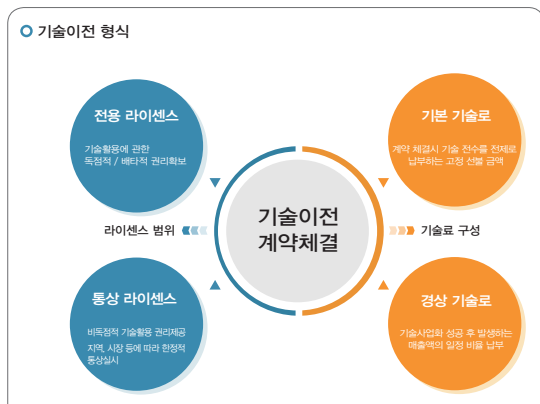 기술이전 형식
전용 라이센스
기술활용에 관한
독점적 / 배타적 권리확보
기본 기술로
계약 체결시 기술 전수를 전제로
납부하는 고정 선불 금액
기술이전
계약체결
라이센스 범위
기술료 구성
통상 라이센스
비독점적 기술활용 권리제공
지역, 시장 등에 따라 한정적
통상실시
경상 기술로
기술사업화 성공 후 발생하는
매출액의 일정 비율 납부